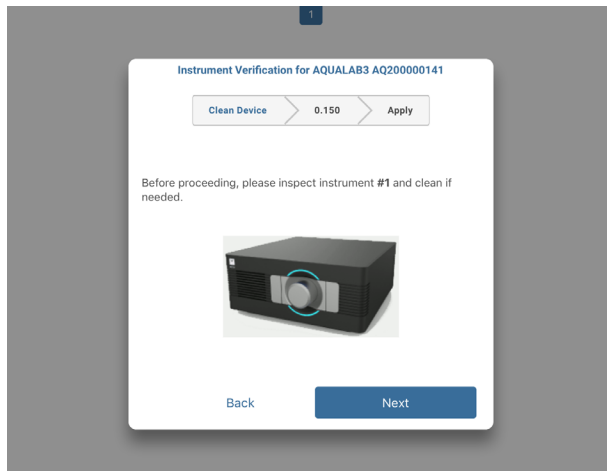 1
Instrument Verification for AQUALAB3 AQ200000141
Clean Device
0.150
Apply
Before proceeding, please inspect instrument #1 and clean if
needed.
Back
Next